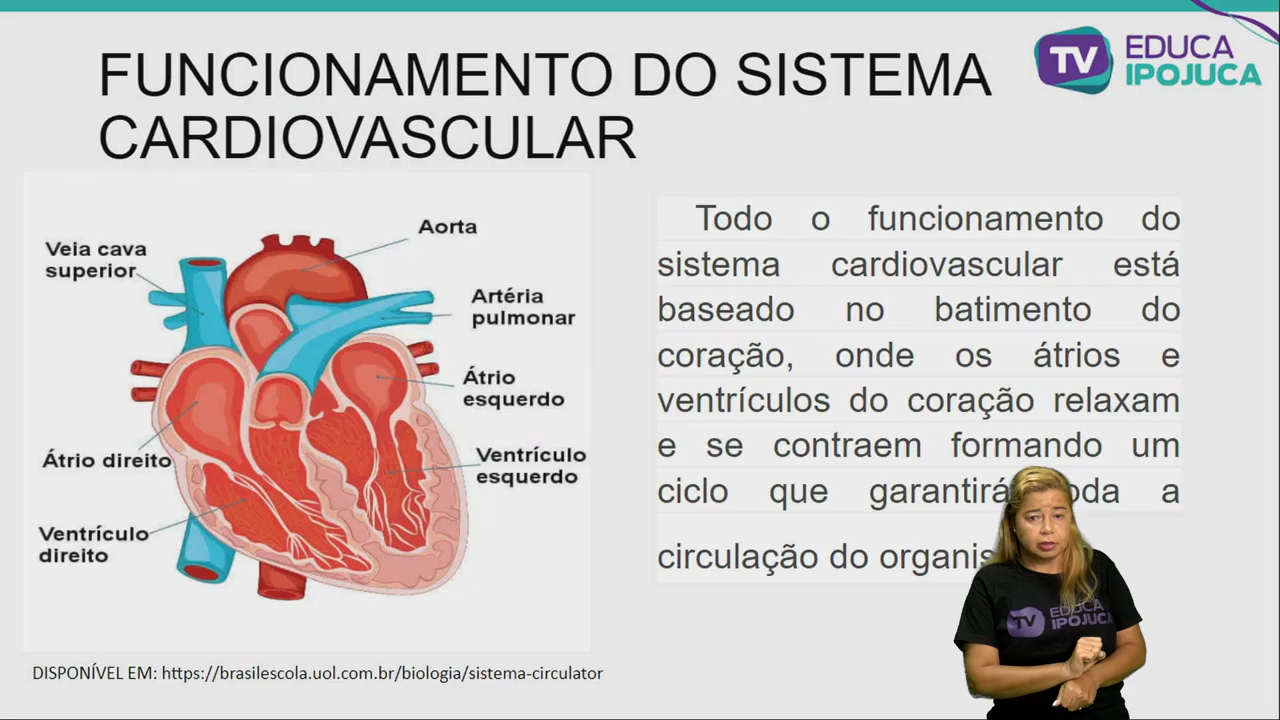 FUNCIONAMENTO DO SISTEMA
CARDIOVASCULAR
TV
EDUCA
IPOJUCA
Aorta
Veia cava
superior
Artéria
pulmonar
Átrio
esquerdo
Ventrículo
esquerdo
Átrio direito
Ventrículo
direito
Todo o funcionamento do
sistema cardiovascular está
baseado no batimento do
coração, onde os átrios e
ventrículos do coração relaxam
e se contraem formando um
ciclo que a
circulação do
TV
EDUCA
IPOJUCA
DISPONÍVEL EM: https://brasilescola.uol.com.br/biologia/sistema-circulator